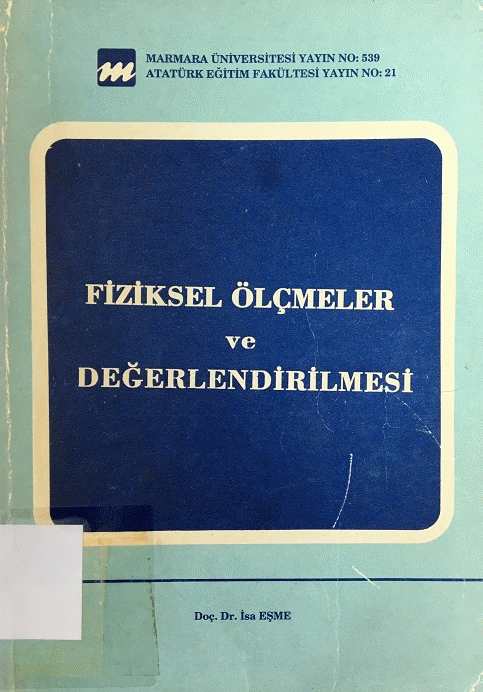 MARMARA ÜNİVERSİTESİ YAYIN NO: 539
ATATÜRK EĞİTİM FAKÜLTESİ YAYIN NO: 21
FİZİKSEL ÖLÇMELER
ve
DEĞERLENDİRİLMESİ
Doç. Dr. İsa EŞME